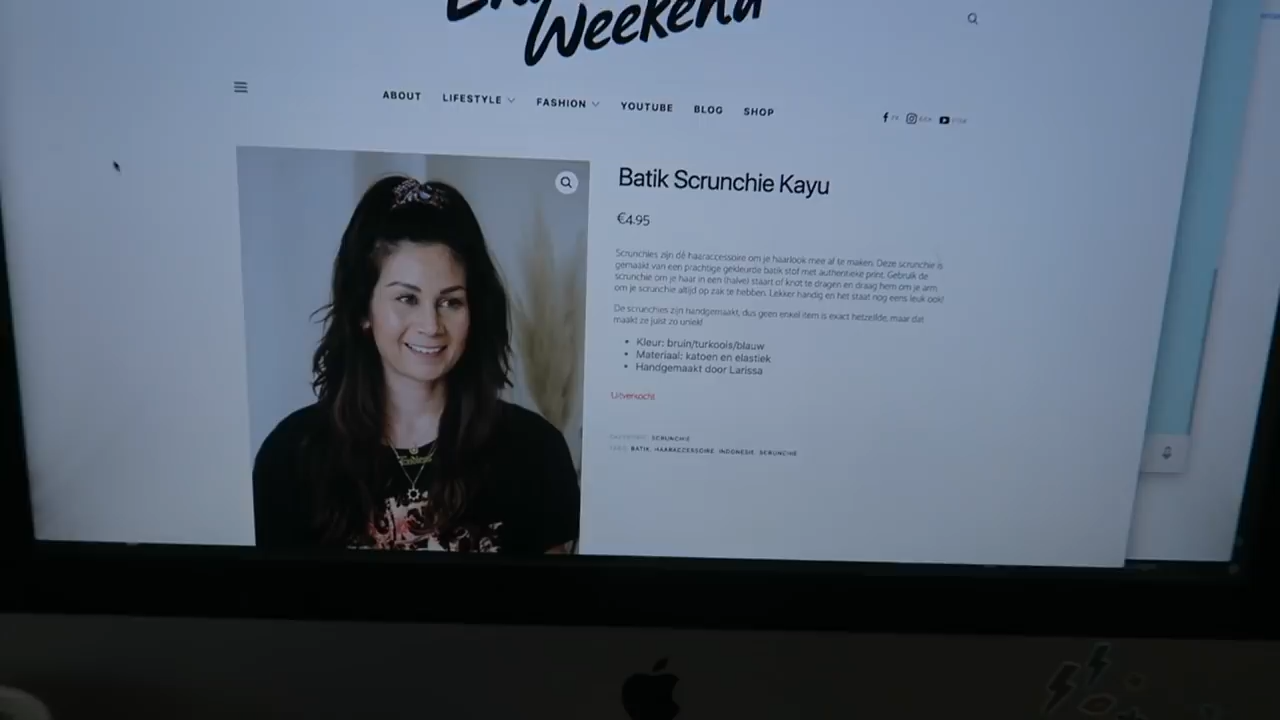 Weekend
ABOUT LIFESTYLE FASHION YOUTUBE BLOG SHOP
Batik Scrunchie Kayu
€4.95
Scrunchies zijn dé haaraccessoire om je haarlook mee af te maken. Deze scrunchie is
gemaakt van een prachtige gekleurde batik stof met authentieke print. Gebruik de
scrunchie om je haar in een (halve) staart of knot te dragen en draag hem om je arm
om je scrunchie altijd op zak te hebben. Lekker handig en het staat nog eens leuk ook!
De scrunchies zijn handgemaakt, dus geen enkel item is exact hetzelfde, maar dat
maakt ze juist zo uniek!
• Kleur: bruin/turkoois/blauw
• Materiaal: katoen en elastiek
• Handgemaakt door Larissa
Uitverkocht
SCRUNCHIE
BATIK, HAARACCESSOIRE, INDONESIE, SCRUNCHIE